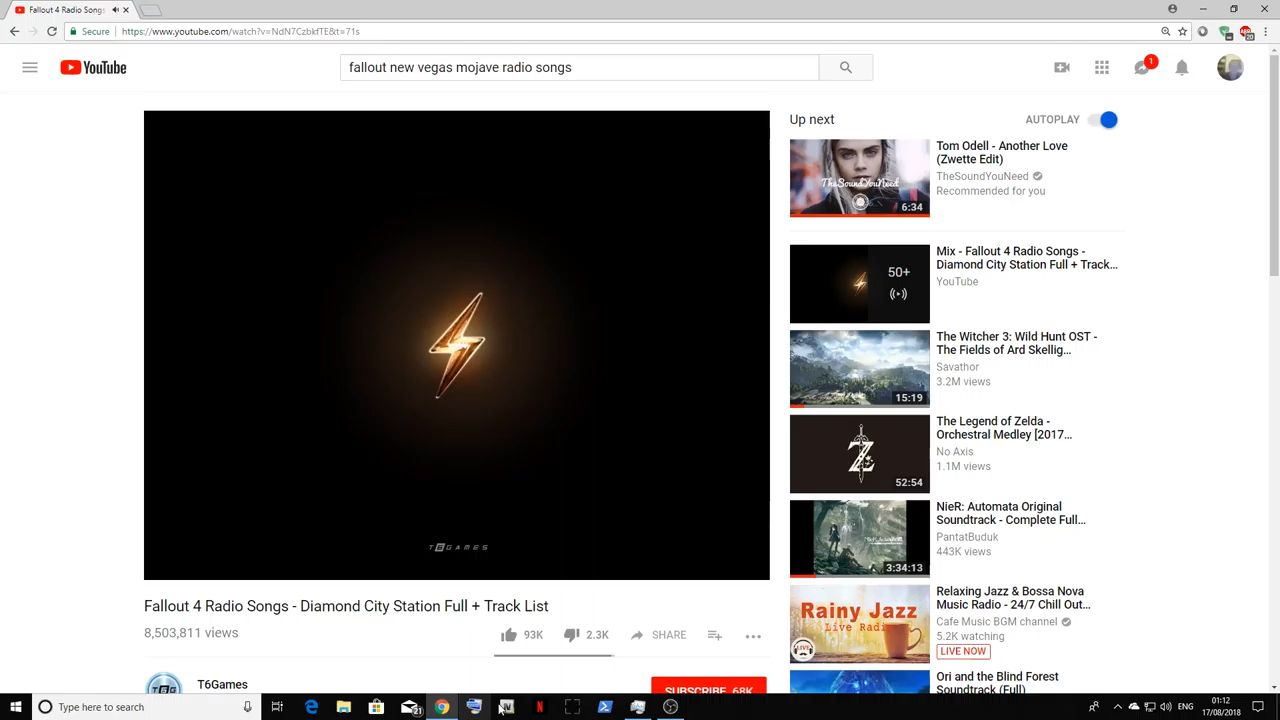 Fallout 4 Radio Songs
Secure
https://www.youtube.com/watch?v=NdN7CzbkfTE&t=71s
YouTube
fallout new vegas mojave radio songs
1
Up next
AUTOPLAY
TheSoundYouNeed
6:34
Tom Odell - Another Love
(Zwette Edit)
TheSoundYouNeed
Recommended for you
50+
Mix - Fallout 4 Radio Songs -
Diamond City Station Full + Track...
YouTube
15:19
The Witcher 3: Wild Hunt OST -
The Fields of Ard Skellig...
Savathor
3.2M views
52:54
The Legend of Zelda -
Orchestral Medley [2017...
No Axis
1.1M views
3:34:13
NieR: Automata Original
Soundtrack - Complete Full...
PantatBuduk
443K views
Rainy Jazz
Live Radio
LIVE
Relaxing Jazz & Bossa Nova
Music Radio - 24/7 Chill Out...
Cafe Music BGM channel
5.2K watching
LIVE NOW
Ori and the Blind Forest
Soundtrack (Full)
T6GAMES
Fallout 4 Radio Songs - Diamond City Station Full + Track List
8,503,811 views
93K
2.3K
SHARE
T6Games
SUBSCRIBE 68K
Type here to search
ENG
01:12
17/08/2018